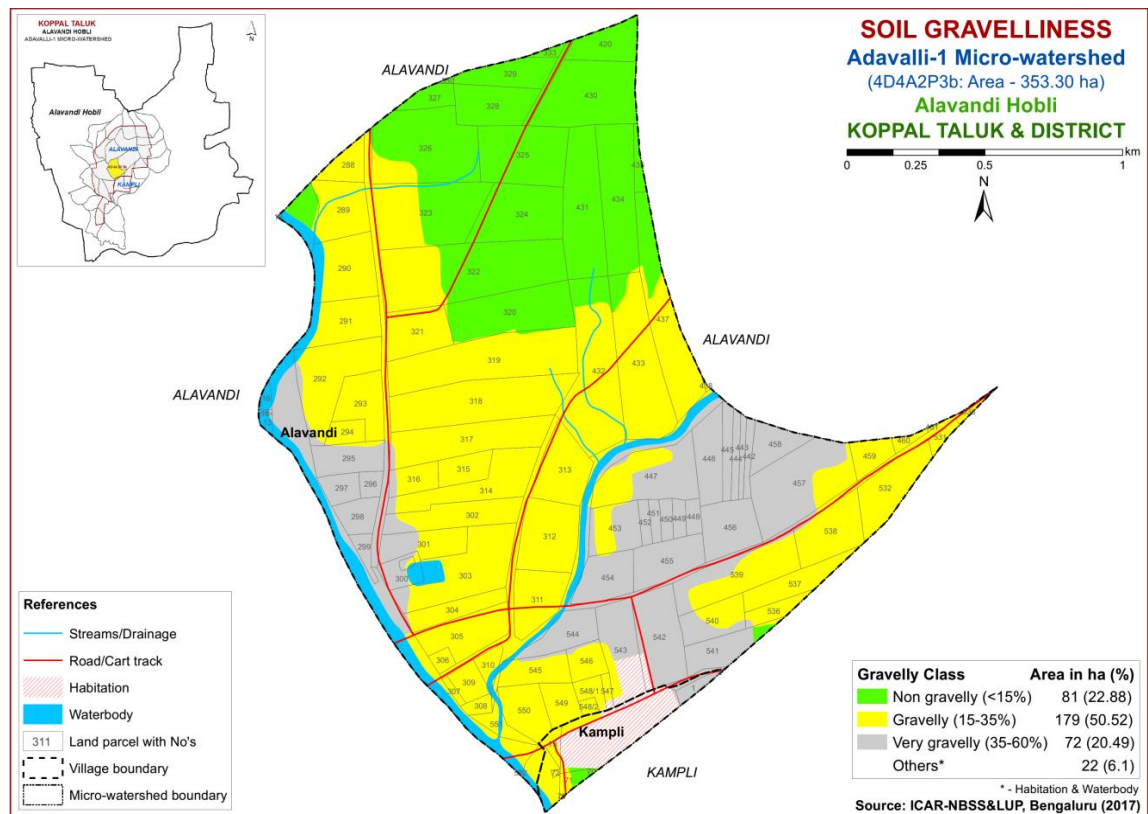 KOPPAL TALUK
ALAVANDI HOBLI
ADAVALLI-1 MICRO-WATERSHED
N
Alavandi Hobli
ALAVANDI
KAMPLI
SOIL GRAVELLINESS
Adavalli-1 Micro-watershed
(4D4A2P3b: Area - 353.30 ha)
Alavandi Hobli
KOPPAL TALUK & DISTRICT
km
0 0.25 0.5 1
N
ALAVANDI
420
329
430
327
328
326
325
288
289
323
324
431
434
290
322
291
320
321
437
319
ALAVANDI
432
433
292
318
ALAVANDI
293
294
Alavandi
317
295
296
297
298
299
316
315
314
313
302
301
300
303
312
304
311
305
306
307
308
309
310
446
445
443
444
442
458
457
447
451
452
450
449
448
453
456
454
455
459
460
531
532
538
539
537
536
540
541
542
543
544
545
546
548/1
547
548/2
549
550
1
Kampli
KAMPLI
References
Streams/Drainage
Road/Cart track
Habitation
Waterbody
311 Land parcel with No's
Village boundary
Micro-watershed boundary
Gravelly Class Area in ha (%)
Non gravelly (<15%) 81 (22.88)
Gravelly (15-35%) 179 (50.52)
Very gravelly (35-60%) 72 (20.49)
Others* 22 (6.1)
* - Habitation & Waterbody
Source: ICAR-NBSS&LUP, Bengaluru (2017)